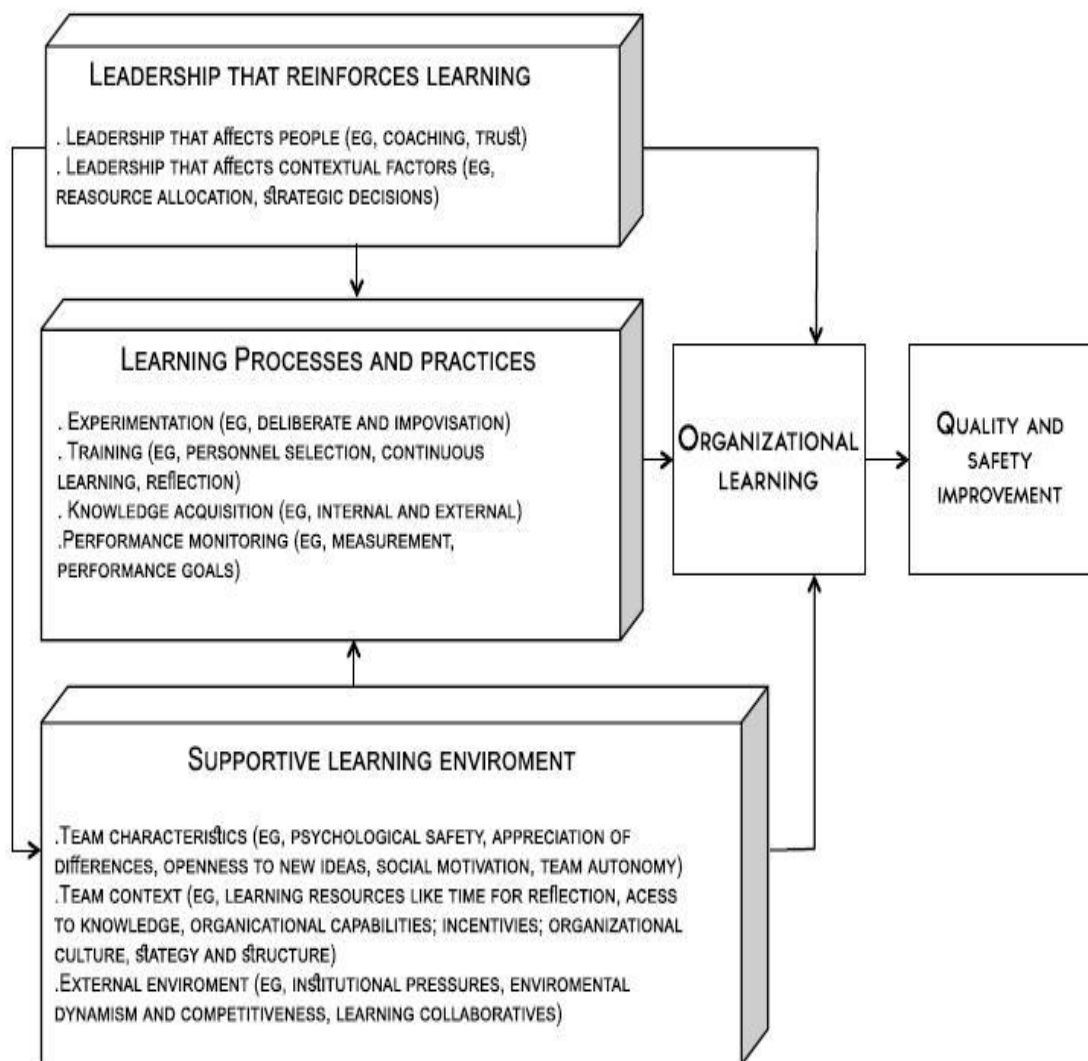 Leadership that reinforces learning
. Leadership that affects people (eg, coaching, trust)
. Leadership that affects contextual factors (eg,
reasource allocation, strategic decisions)
Learning Processes and practices
. Experimentation (eg, deliberate and impovisation)
. Training (eg, personnel selection, continuous
learning, reflection)
. Knowledge acquisition (eg, internal and external)
.Performance monitoring (eg, measurement,
performance goals)
Organizational
learning
Quality and
safety
improvement
Supportive learning enviroment
.Team characteristics (eg, psychological safety, appreciation of
differences, openness to new ideas, social motivation, team autonomy)
.Team context (eg, learning resources like time for reflection, acess
to knowledge, organicational capabilities; incentivies; organizational
culture, stategy and structure)
.External enviroment (eg, institutional pressures, enviromental
dynamism and competitiveness, learning collaboratives)